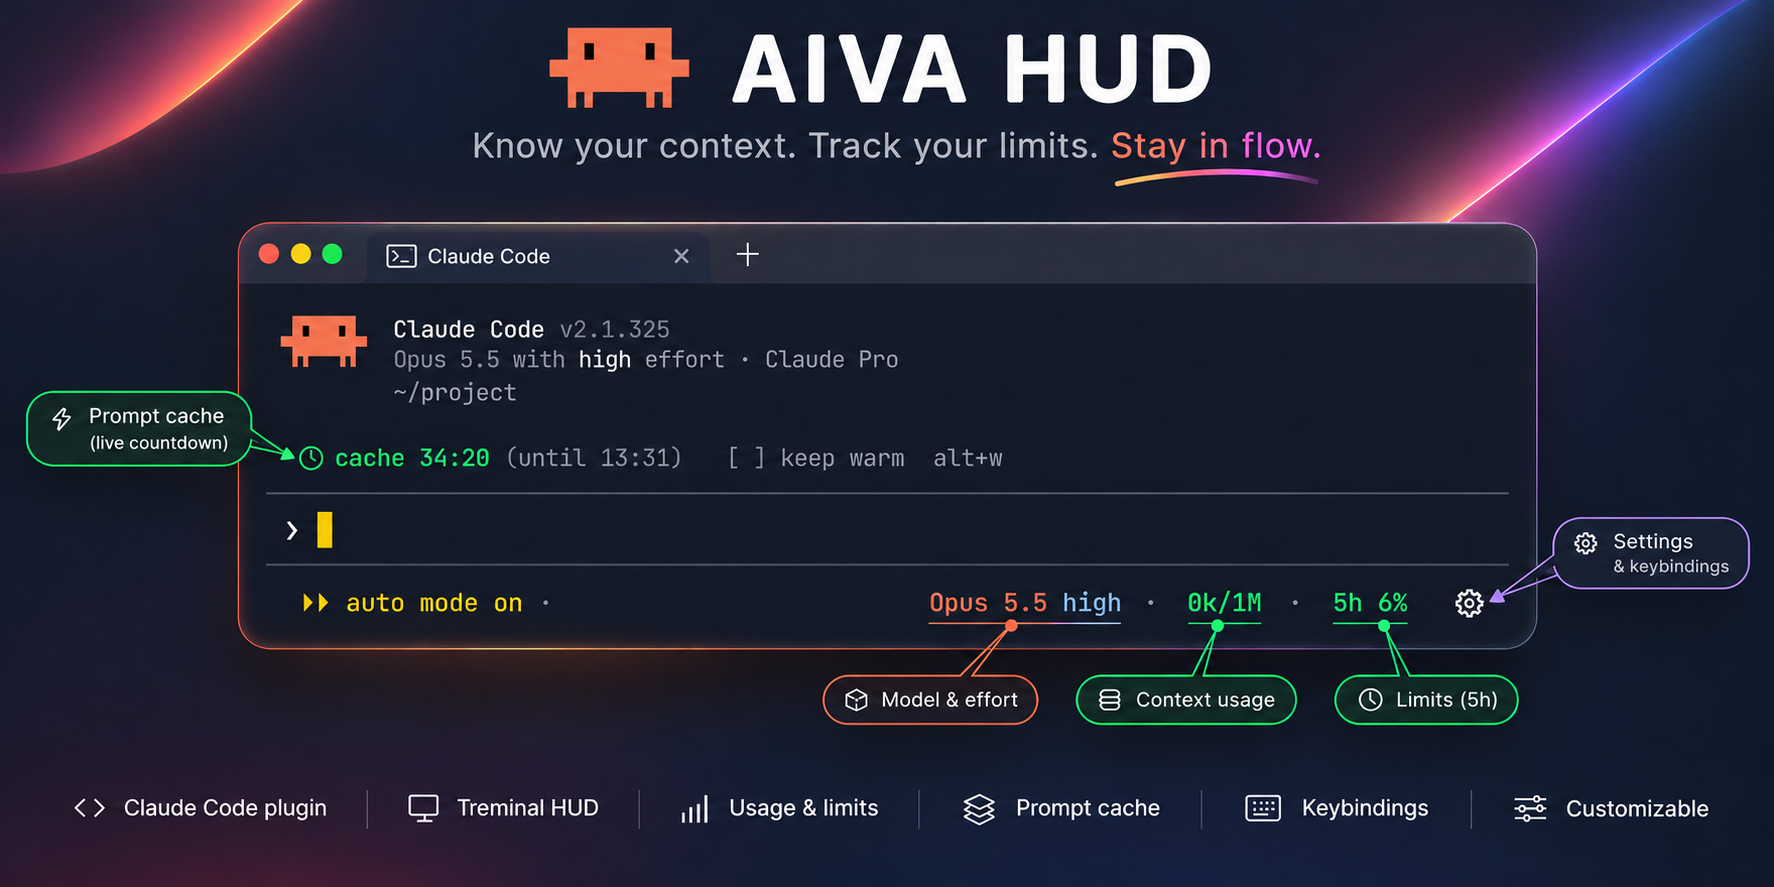 AIVA HUD
Know your context. Track your limits. Stay in flow.
Claude Code
Claude Code v2.1.325
Opus 5.5 with high effort · Claude Pro
~/project
Prompt cache
(live countdown)
cache 34:20 (until 13:31) [ ] keep warm alt+w
❯
Settings
& keybindings
auto mode on · Opus 5.5 high · 0k/1M · 5h 6%
Model & effort
Context usage
Limits (5h)
Claude Code plugin
Treminal HUD
Usage & limits
Prompt cache
Keybindings
Customizable